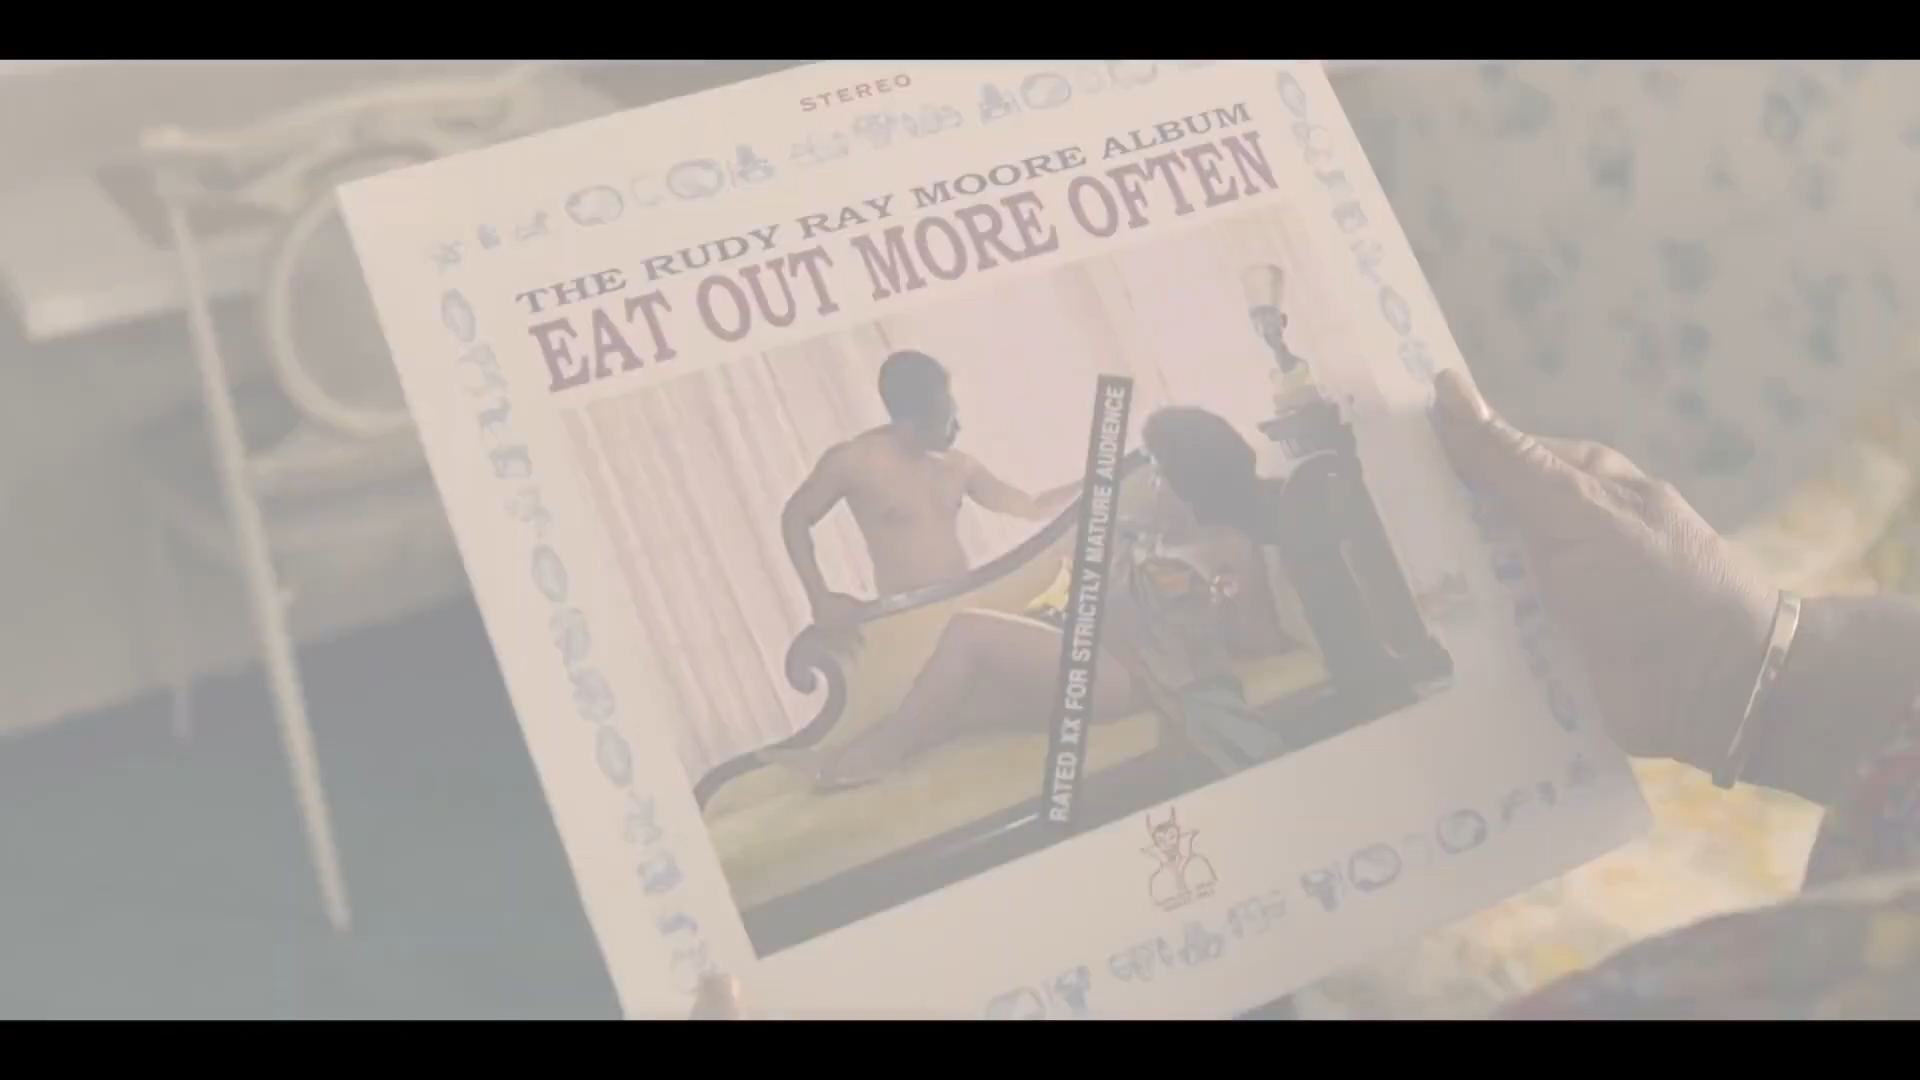 STEREO
THE RUDY RAY MOORE ALBUM
EAT OUT MORE OFTEN
RATED XX FOR STRICTLY MATURE AUDIENCE